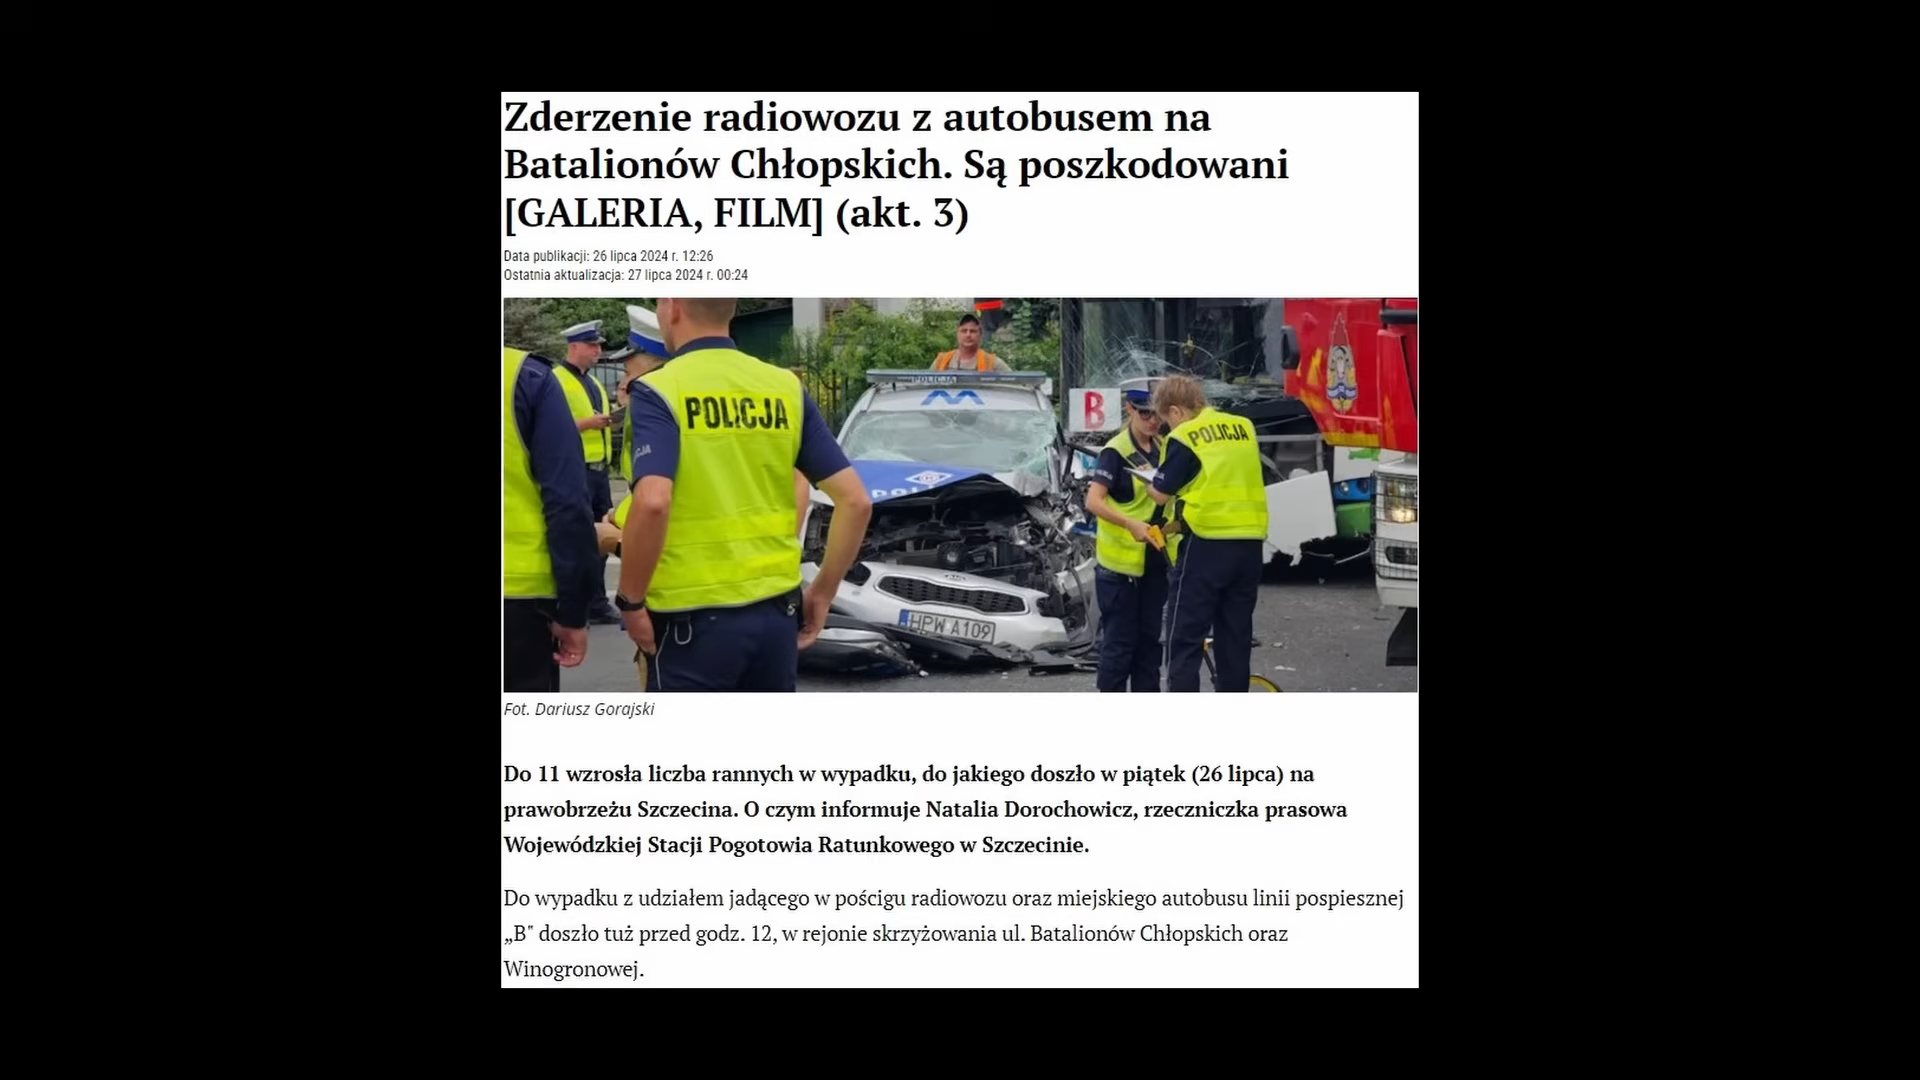 Zderzenie radiowozu z autobusem na
Batalionów Chłopskich. Są poszkodowani
[GALERIA, FILM] (akt. 3)
Data publikacji: 26 lipca 2024 r. 12:26
Ostatnia aktualizacja: 27 lipca 2024 r. 00:24
POLICJA
POLICJA
B
POLICJA
HPW A109
Fot. Dariusz Gorajski
Do 11 wzrosła liczba rannych w wypadku, do jakiego doszło w piątek (26 lipca) na
prawobrzeżu Szczecina. O czym informuje Natalia Dorochowicz, rzeczniczka prasowa
Wojewódzkiej Stacji Pogotowia Ratunkowego w Szczecinie.
Do wypadku z udziałem jadącego w pościgu radiowozu oraz miejskiego autobusu linii pospiesznej
„B" doszło tuż przed godz. 12, w rejonie skrzyżowania ul. Batalionów Chłopskich oraz
Winogronowej.